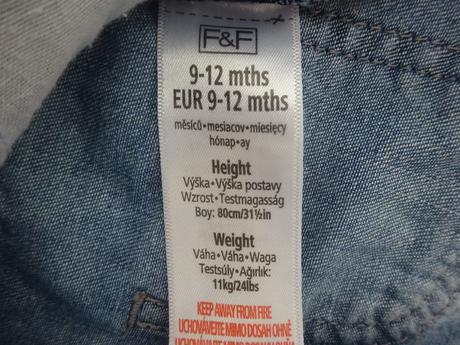 F&F
9-12 mths
EUR 9-12 mths
měsíců•mesiacov•miesięcy
hónap•ay
Height
Výška•Výška postavy
Wzrost•Testmagasság
Boy: 80cm/31½in
Weight
Váha•Váha•Waga
Testsúly•Ağırlık:
11kg/24lbs
KEEP AWAY FROM FIRE
UCHOVÁVEJTE MIMO DOSAH OHNĚ